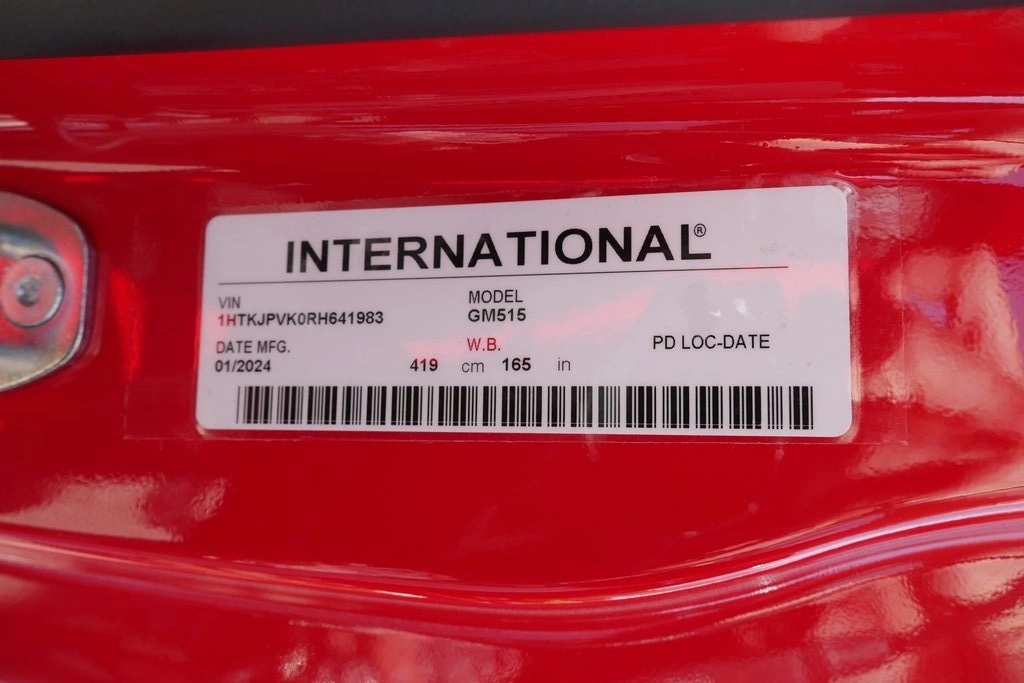 INTERNATIONAL®
VIN
1HTKJPVK0RH641983
MODEL
GM515
DATE MFG.
01/2024
W.B.
419 cm 165 in
PD LOC-DATE